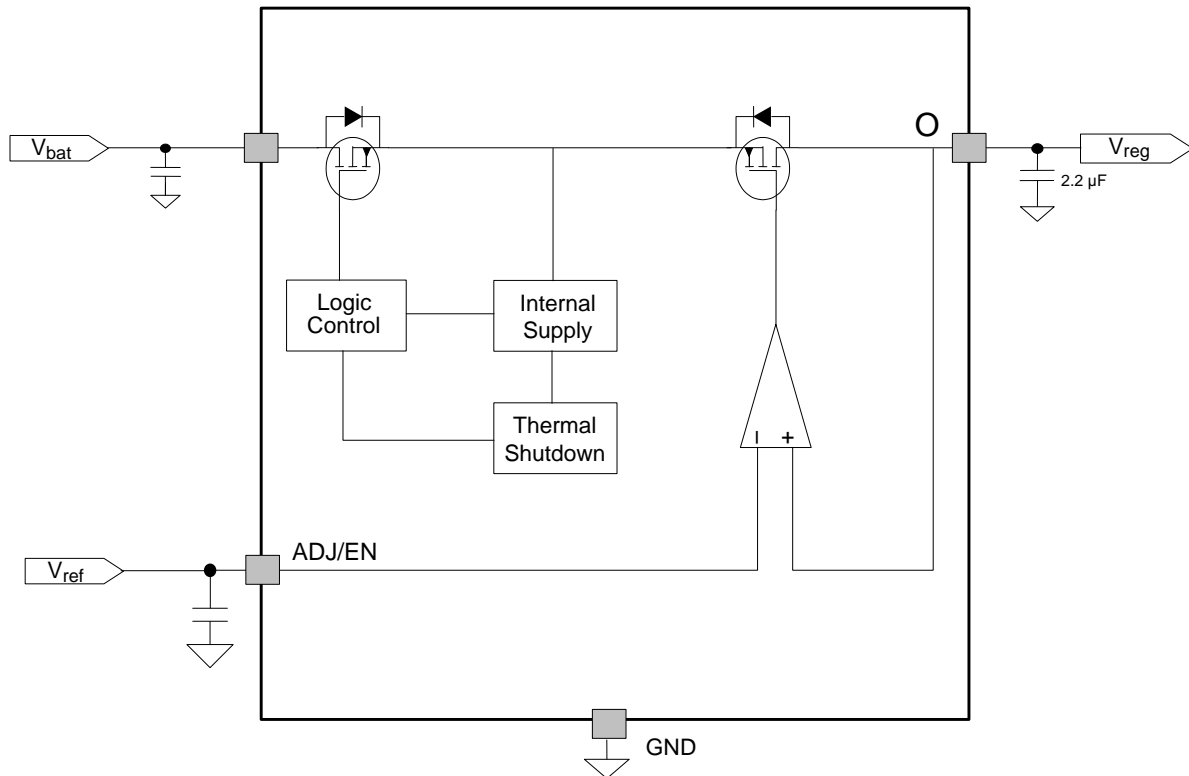 O
Vbat
Vreg
2.2 µF
Logic
Control
Internal
Supply
Thermal
Shutdown
ADJ/EN
Vref
GND